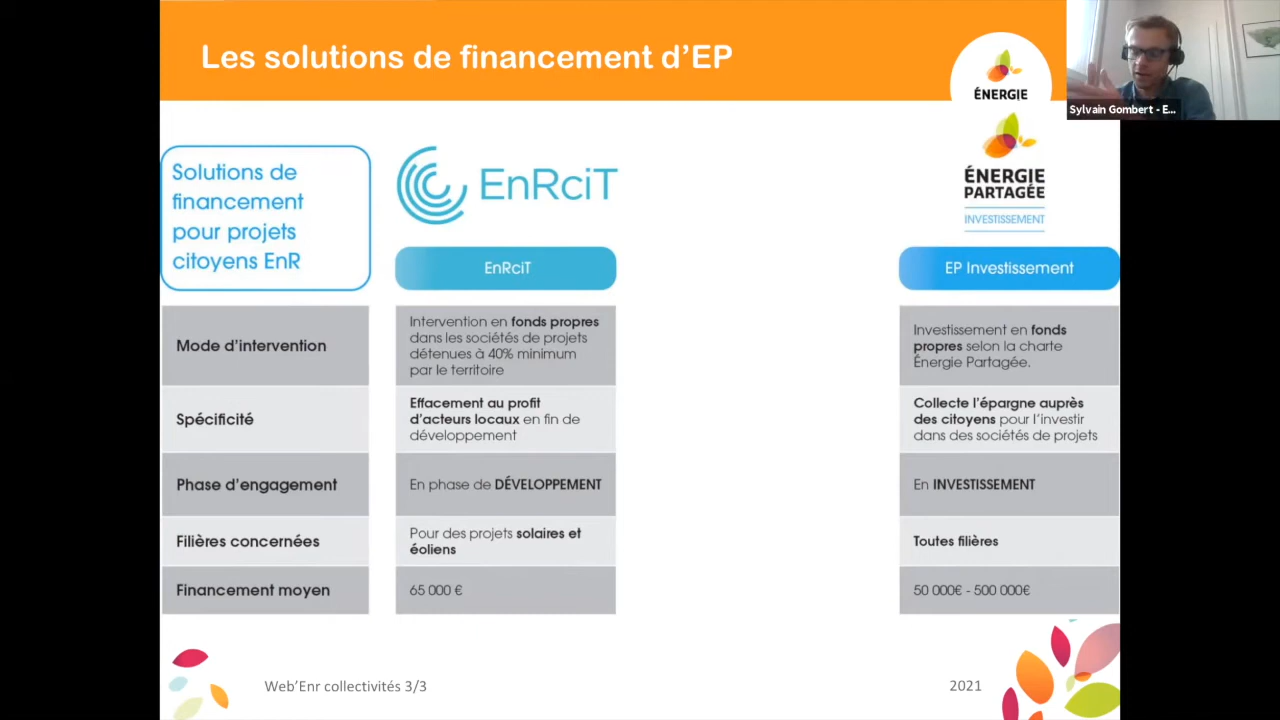 Les solutions de financement d'EP
ÉNERGIE
Sylvain Gombert - E...
Solutions de
financement
pour projets
citoyens EnR
EnRciT
ÉNERGIE
PARTAGÉE
INVESTISSEMENT
EnRciT
EP Investissement
Mode d'intervention
Intervention en fonds propres
dans les sociétés de projets
détenues à 40% minimum
par le territoire
Investissement en fonds
propres selon la charte
Énergie Partagée.
Spécificité
Effacement au profit
d'acteurs locaux en fin de
développement
Collecte l'épargne auprès
des citoyens pour l'investir
dans des sociétés de projets
Phase d'engagement
En phase de DÉVELOPPEMENT
En INVESTISSEMENT
Filières concernées
Pour des projets solaires et
éoliens
Toutes filières
Financement moyen
65 000 €
50 000€ - 500 000€
Web'Enr collectivités 3/3
2021